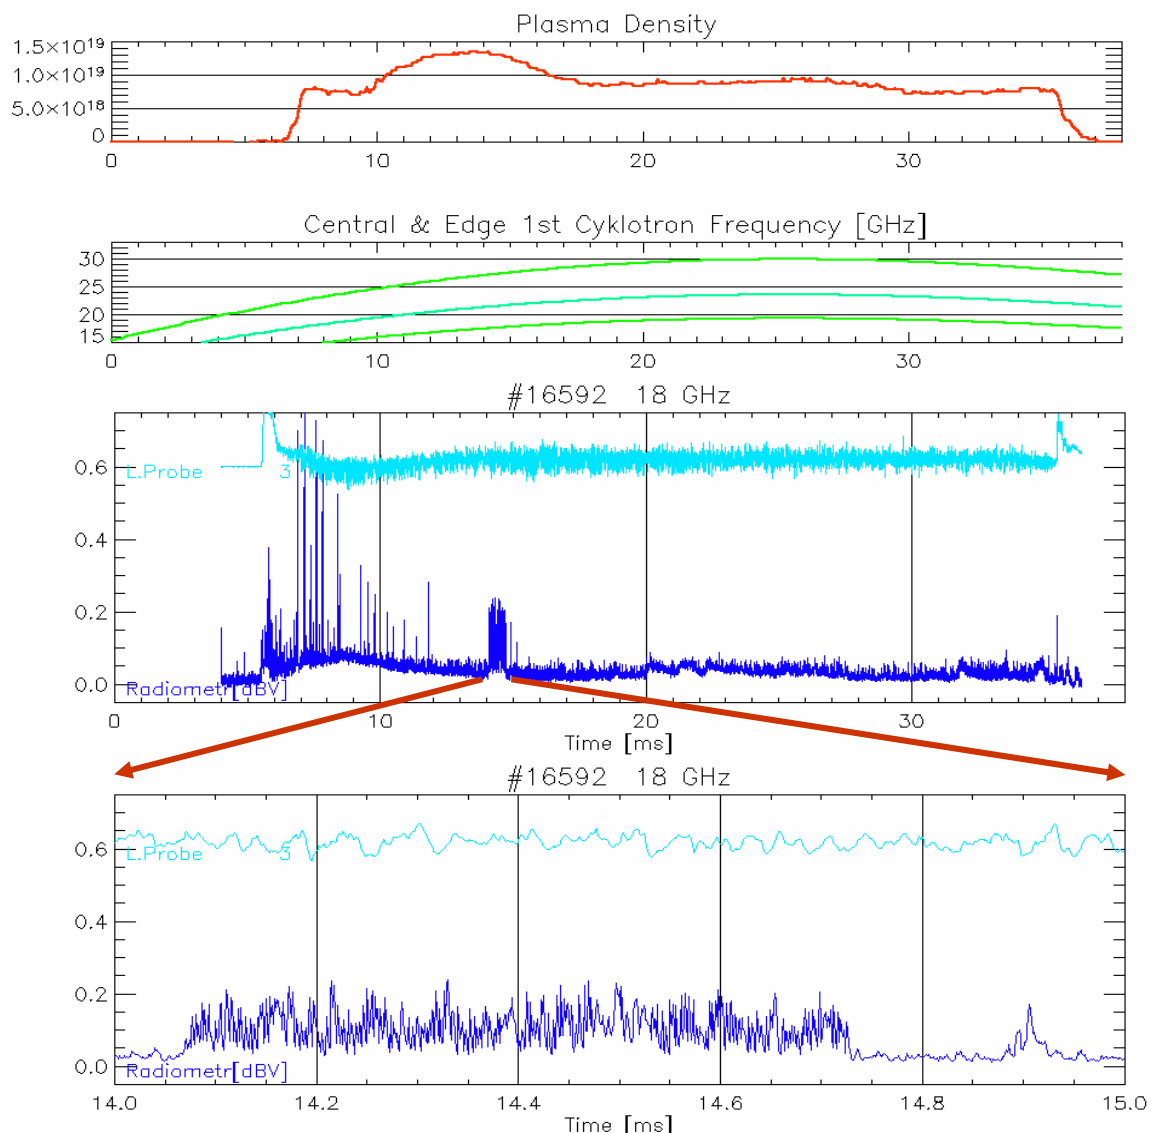 Plasma Density
1.5×10¹⁹
1.0×10¹⁹
5.0×10¹⁸
0
0 10 20 30
Central & Edge 1st Cyklotron Frequency [GHz]
30
25
20
15
0 10 20 30
#16592 18 GHz
0.6
L.Probe 3
0.4
0.2
0.0
Radiometr[dBV]
0 10 20 30
Time [ms]
#16592 18 GHz
0.6
L.Probe 3
0.4
0.2
0.0
Radiometr[dBV]
14.0 14.2 14.4 14.6 14.8 15.0
Time [ms]